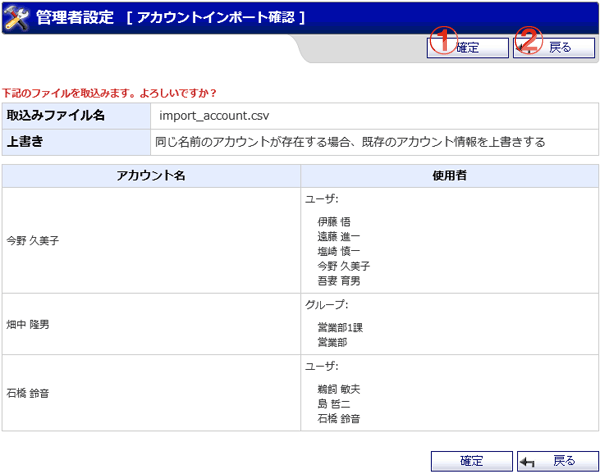 管理者設定 [ アカウントインポート確認 ]
① 確定 ② 戻る
下記のファイルを取込みます。よろしいですか？
取込みファイル名 import_account.csv
上書き 同じ名前のアカウントが存在する場合、既存のアカウント情報を上書きする
アカウント名 使用者
今野 久美子
ユーザ:
伊藤 悟
遠藤 進一
塩崎 慎一
今野 久美子
吾妻 育男
畑中 隆男
グループ:
営業部1課
営業部
石橋 鈴音
ユーザ:
鵜飼 敏夫
島 哲二
石橋 鈴音
確定 戻る